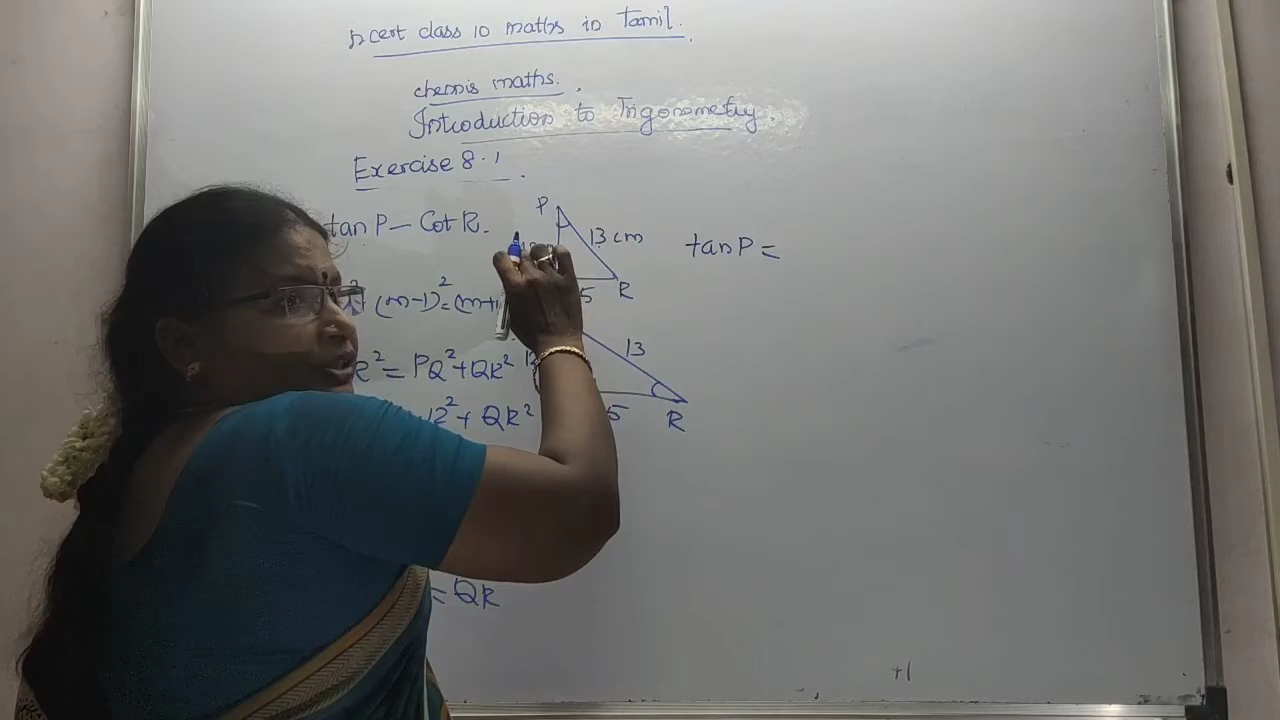 ncert class 10 maths in Tamil.
chennis maths.
Introduction to Trigonometry.
Exercise 8.1
tan P - Cot R.
P
13 cm
5
R
tan P =
(m-1)² = (m+1
R² = PQ² + QR²
12² + QR²
13
5
R
= QR
+1